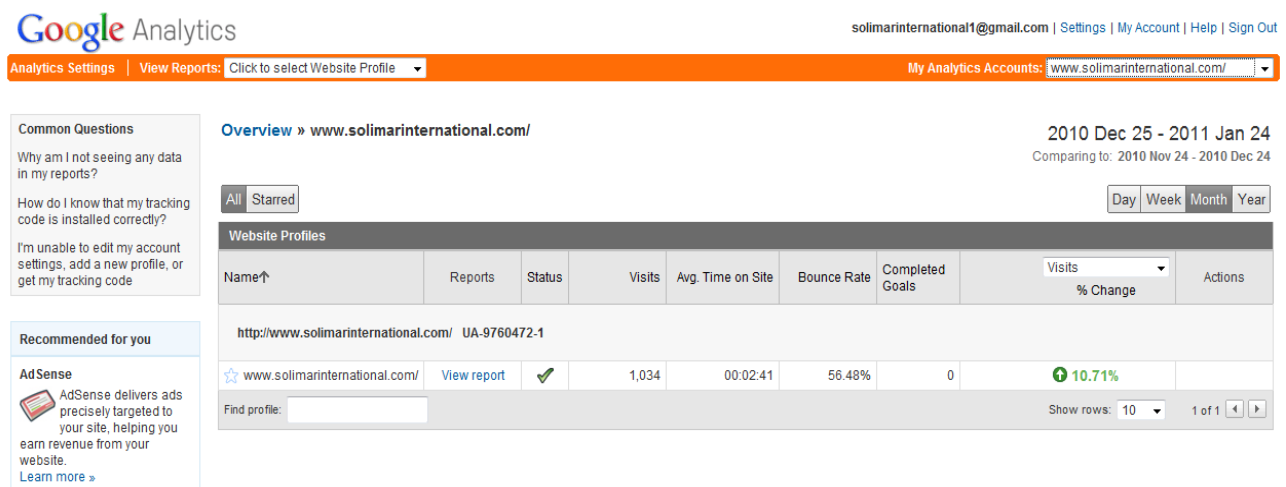 Google Analytics
solimarinternational1@gmail.com | Settings | My Account | Help | Sign Out
Analytics Settings | View Reports: Click to select Website Profile
My Analytics Accounts: www.solimarinternational.com/
Common Questions
Why am I not seeing any data
in my reports?
How do I know that my tracking
code is installed correctly?
I'm unable to edit my account
settings, add a new profile, or
get my tracking code
Recommended for you
AdSense
AdSense delivers ads
precisely targeted to
your site, helping you
earn revenue from your
website.
Learn more »
Overview » www.solimarinternational.com/
2010 Dec 25 - 2011 Jan 24
Comparing to: 2010 Nov 24 - 2010 Dec 24
All Starred
Day Week Month Year
Website Profiles
Name↑ Reports Status Visits Avg. Time on Site Bounce Rate Completed Goals Visits % Change Actions
http://www.solimarinternational.com/ UA-9760472-1
www.solimarinternational.com/ View report 1,034 00:02:41 56.48% 0 10.71%
Find profile:
Show rows: 10 1 of 1